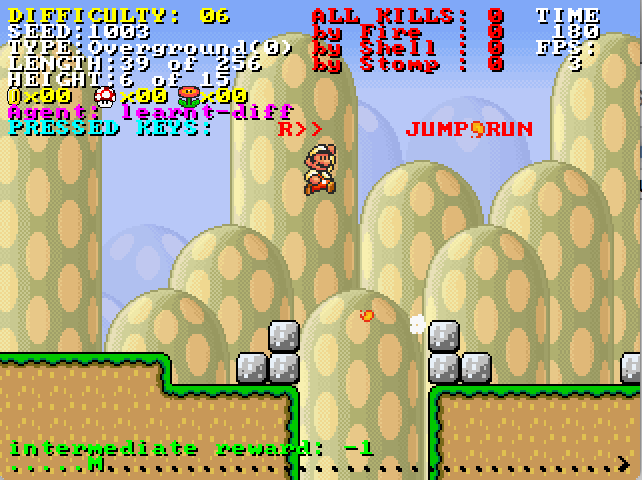 DIFFICULTY: 06
SEED:1003
TYPE:Overground(0)
LENGTH:39 of 256
HEIGHT:6 of 15
x00 x00 x00
Agent: learnt-diff
PRESSED KEYS: R>> JUMP RUN
ALL KILLS: 0
by Fire : 0
by Shell : 0
by Stomp : 0
TIME
180
FPS:
3
intermediate reward: -1
.....M...............................>